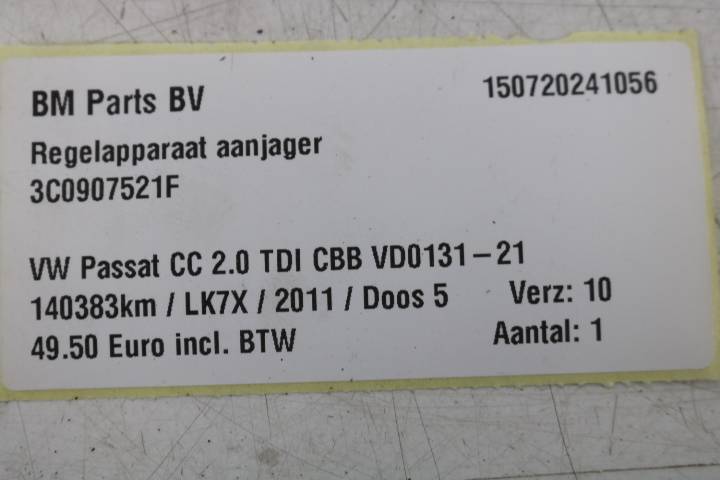 BM Parts BV 150720241056
Regelapparaat aanjager
3C0907521F
VW Passat CC 2.0 TDI CBB VD0131-21
140383km / LK7X / 2011 / Doos 5 Verz: 10
49.50 Euro incl. BTW Aantal: 1